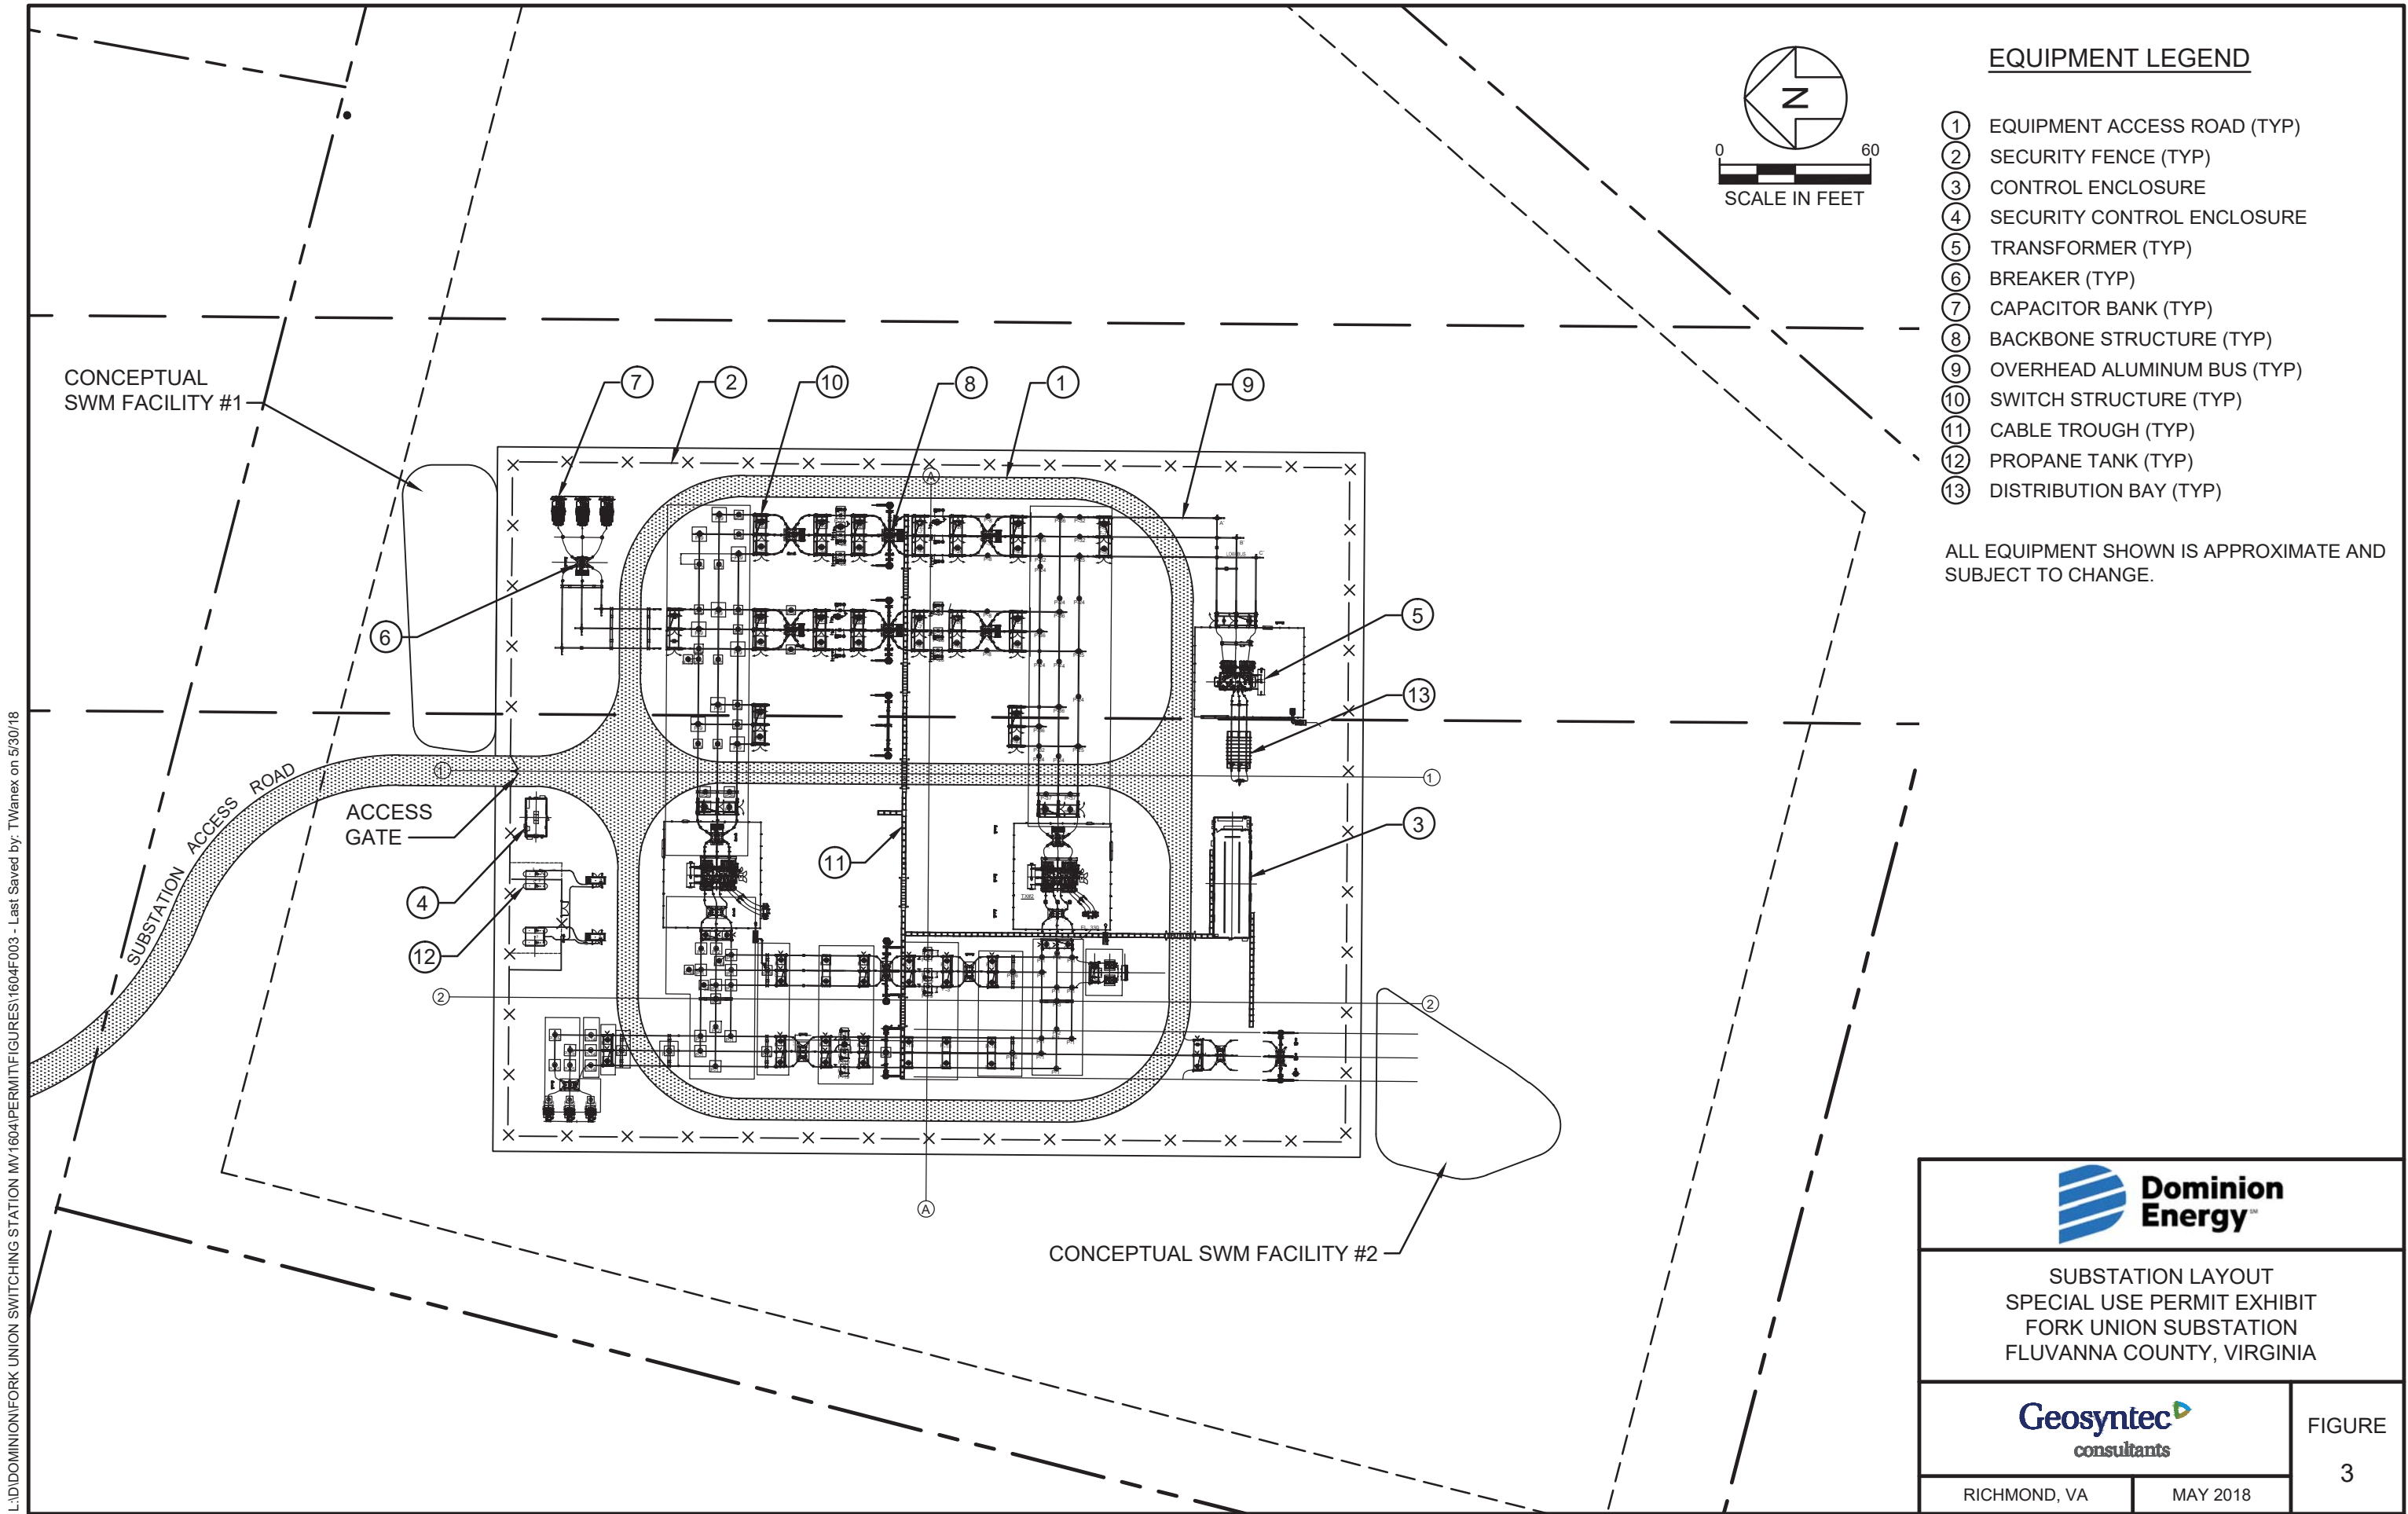 EQUIPMENT LEGEND
1 EQUIPMENT ACCESS ROAD (TYP)
2 SECURITY FENCE (TYP)
3 CONTROL ENCLOSURE
4 SECURITY CONTROL ENCLOSURE
5 TRANSFORMER (TYP)
6 BREAKER (TYP)
7 CAPACITOR BANK (TYP)
8 BACKBONE STRUCTURE (TYP)
9 OVERHEAD ALUMINUM BUS (TYP)
10 SWITCH STRUCTURE (TYP)
11 CABLE TROUGH (TYP)
12 PROPANE TANK (TYP)
13 DISTRIBUTION BAY (TYP)
ALL EQUIPMENT SHOWN IS APPROXIMATE AND
SUBJECT TO CHANGE.
N
0 60
SCALE IN FEET
CONCEPTUAL
SWM FACILITY #1
7
2
10
8
1
9
A
6
5
13
1
1
SUBSTATION ACCESS ROAD
ACCESS
GATE
3
11
4
12
2
2
A
CONCEPTUAL SWM FACILITY #2
Dominion
Energy℠
SUBSTATION LAYOUT
SPECIAL USE PERMIT EXHIBIT
FORK UNION SUBSTATION
FLUVANNA COUNTY, VIRGINIA
Geosyntec
consultants
FIGURE
3
RICHMOND, VA
MAY 2018
L:\D\DOMINION\FORK UNION SWITCHING STATION MV1604\PERMIT\FIGURES\1604F003 - Last Saved by: TWanex on 5/30/18